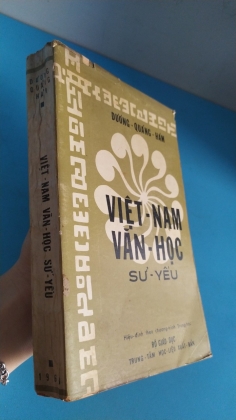 DƯƠNG-QUẢNG-HÀM
VIỆT-NAM
VĂN-HỌC
SỬ-YẾU
BỘ GIÁO DỤC
TRUNG TÂM HỌC LIỆU XUẤT BẢN
VIỆT-NAM VĂN-HỌC SỬ-YẾU